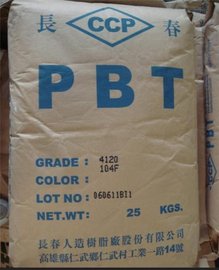 長 CCP 春
PBT
GRADE : 4120
104F
COLOR :
LOT NO : 060611BI1
NET.WT: 25 KGS.
長春人造樹脂廠股份有限公司
高雄縣仁武鄉仁武村工業一路14號